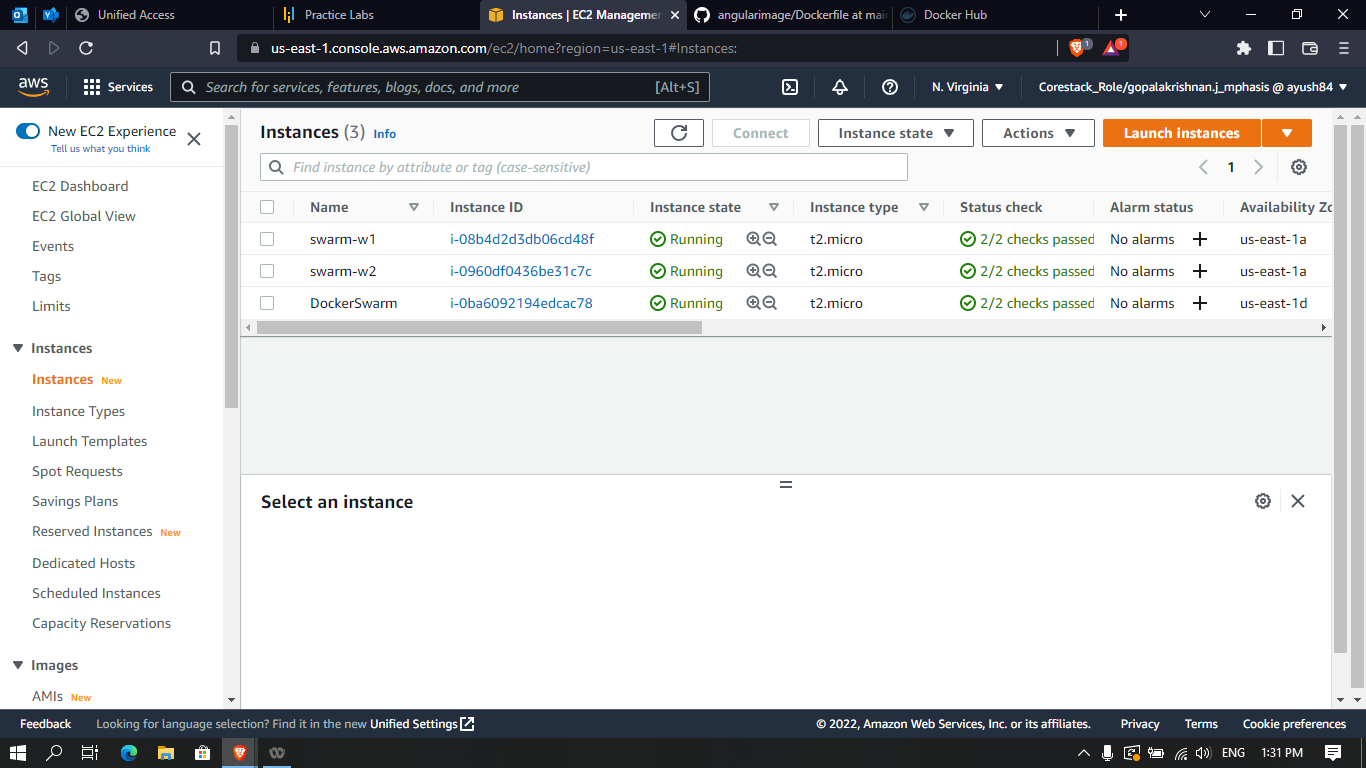 Unified Access
Practice Labs
Instances | EC2 Managemen
angularimage/Dockerfile at main
Docker Hub
us-east-1.console.aws.amazon.com/ec2/home?region=us-east-1#Instances:
1
1
aws
Services
Search for services, features, blogs, docs, and more
[Alt+S]
N. Virginia
Corestack_Role/gopalakrishnan.j_mphasis @ ayush84
New EC2 Experience
Tell us what you think
EC2 Dashboard
EC2 Global View
Events
Tags
Limits
Instances
Instances New
Instance Types
Launch Templates
Spot Requests
Savings Plans
Reserved Instances New
Dedicated Hosts
Scheduled Instances
Capacity Reservations
Images
AMIs New
Instances (3) Info
Connect
Instance state
Actions
Launch instances
Find instance by attribute or tag (case-sensitive)
1
Name Instance ID Instance state Instance type Status check Alarm status Availability Zo
swarm-w1 i-08b4d2d3db06cd48f Running t2.micro 2/2 checks passed No alarms us-east-1a
swarm-w2 i-0960df0436be31c7c Running t2.micro 2/2 checks passed No alarms us-east-1a
DockerSwarm i-0ba6092194edcac78 Running t2.micro 2/2 checks passed No alarms us-east-1d
Select an instance
Feedback
Looking for language selection? Find it in the new Unified Settings
© 2022, Amazon Web Services, Inc. or its affiliates.
Privacy
Terms
Cookie preferences
ENG
1:31 PM